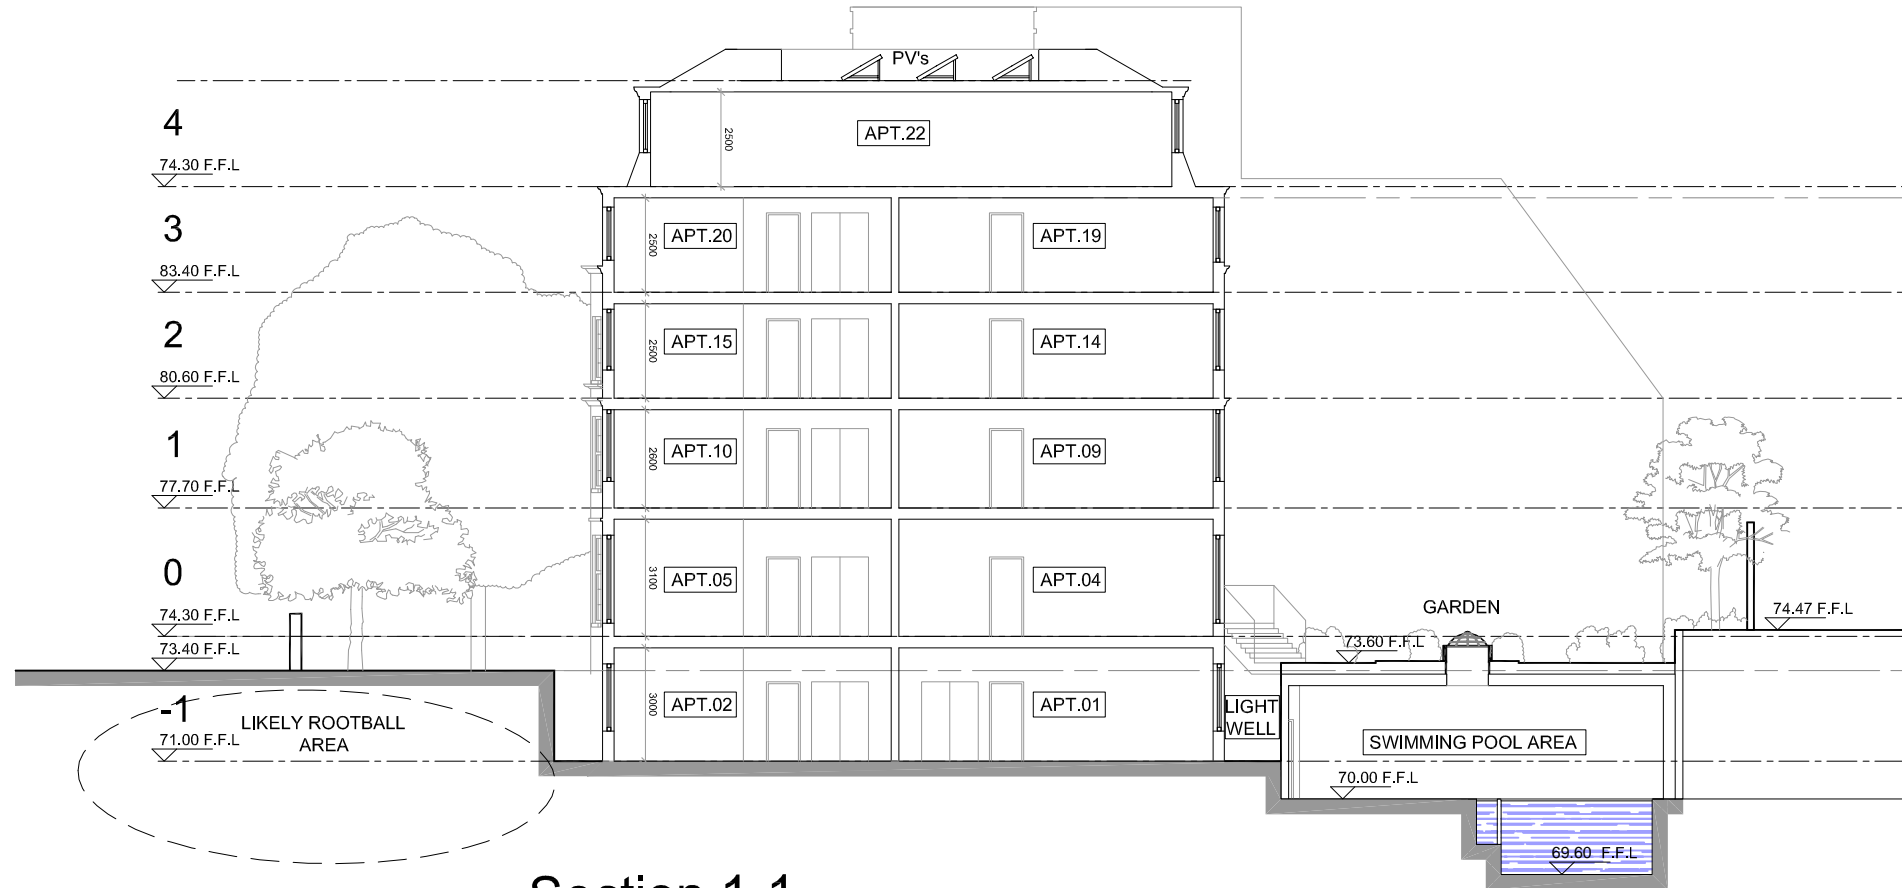 PV's
4
APT.22
2500
74.30 F.F.L
3
APT.20
APT.19
2500
83.40 F.F.L
2
APT.15
APT.14
2500
80.60 F.F.L
1
APT.10
APT.09
2600
77.70 F.F.L
0
APT.05
APT.04
3100
GARDEN
74.30 F.F.L
74.47 F.F.L
73.40 F.F.L
73.60 F.F.L
-1
APT.02
APT.01
3000
LIGHT
WELL
LIKELY ROOTBALL
AREA
71.00 F.F.L
SWIMMING POOL AREA
70.00 F.F.L
69.60 F.F.L
Section 1-1